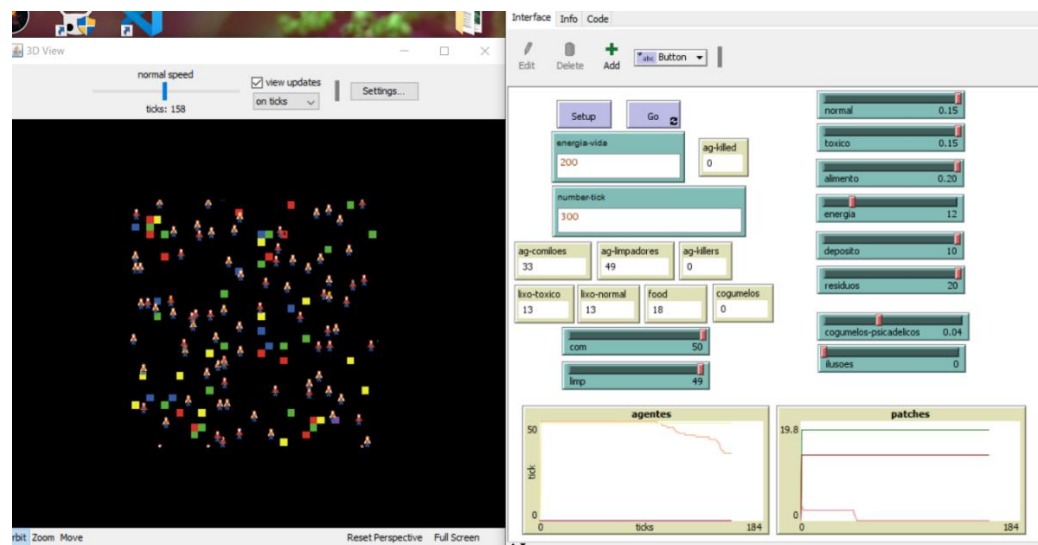 3D View
normal speed
ticks: 158
view updates
on ticks
Settings...
Orbit Zoom Move
Reset Perspective Full Screen
Interface Info Code
Edit Delete Add
abc Button
Setup
Go
energia-vida
200
ag-killed
0
number-tick
300
ag-comiloes
33
ag-limpadores
49
ag-killers
0
lixo-toxico
13
lixo-normal
13
food
18
cogumelos
0
com 50
limp 49
normal 0.15
toxico 0.15
alimento 0.20
energia 12
deposito 10
residuos 20
cogumelos-psicadelicos 0.04
ilusoes 0
agentes
50
tick
0
0
ticks
184
patches
19.8
0
0
184